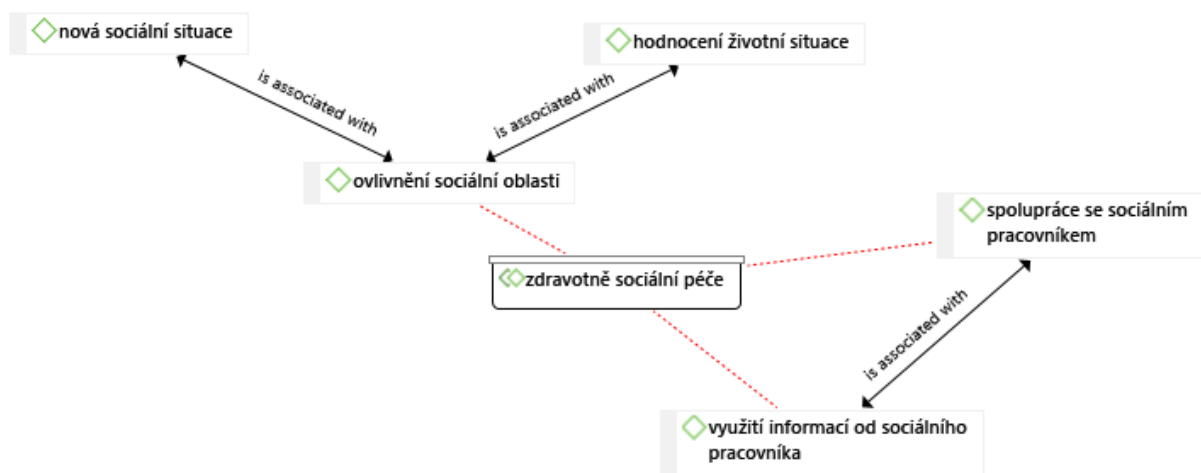 nová sociální situace
hodnocení životní situace
is associated with
is associated with
ovlivnění sociální oblasti
spolupráce se sociálním
pracovníkem
zdravotně sociální péče
is associated with
využití informací od sociálního
pracovníka